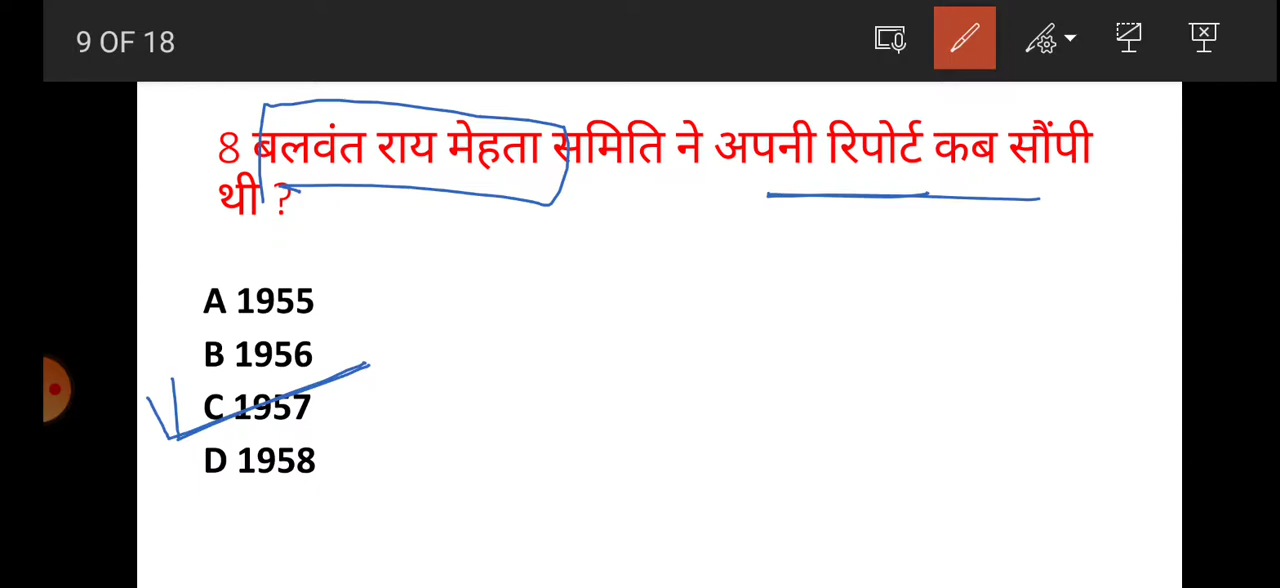 9 OF 18
8 बलवंत राय मेहता समिति ने अपनी रिपोर्ट कब सौंपी
थी ?
A 1955
B 1956
C 1957
D 1958